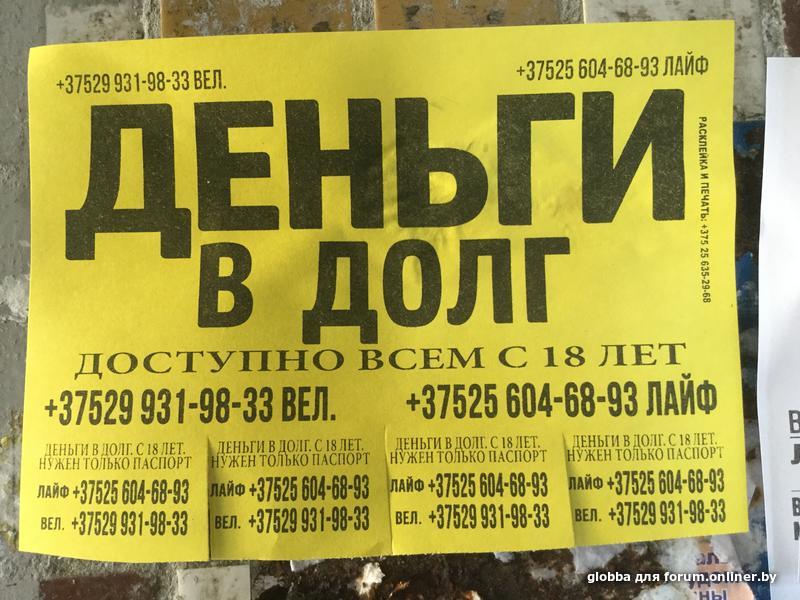 +37529 931-98-33 ВЕЛ.
+37525 604-68-93 ЛАЙФ
ДЕНЬГИ
В ДОЛГ
РАСКЛЕЙКА И ПЕЧАТЬ: +375 25 635-29-68
ДОСТУПНО ВСЕМ С 18 ЛЕТ
+37529 931-98-33 ВЕЛ.
+37525 604-68-93 ЛАЙФ
ДЕНЬГИ В ДОЛГ. С 18 ЛЕТ.
НУЖЕН ТОЛЬКО ПАСПОРТ
ЛАЙФ +37525 604-68-93
ВЕЛ. +37529 931-98-33
ДЕНЬГИ В ДОЛГ. С 18 ЛЕТ.
НУЖЕН ТОЛЬКО ПАСПОРТ
ЛАЙФ +37525 604-68-93
ВЕЛ. +37529 931-98-33
ДЕНЬГИ В ДОЛГ. С 18 ЛЕТ.
НУЖЕН ТОЛЬКО ПАСПОРТ
ЛАЙФ +37525 604-68-93
ВЕЛ. +37529 931-98-33
ДЕНЬГИ В ДОЛГ. С 18 ЛЕТ.
НУЖЕН ТОЛЬКО ПАСПОРТ
ЛАЙФ +37525 604-68-93
ВЕЛ. +37529 931-98-33
globba для forum.onliner.by